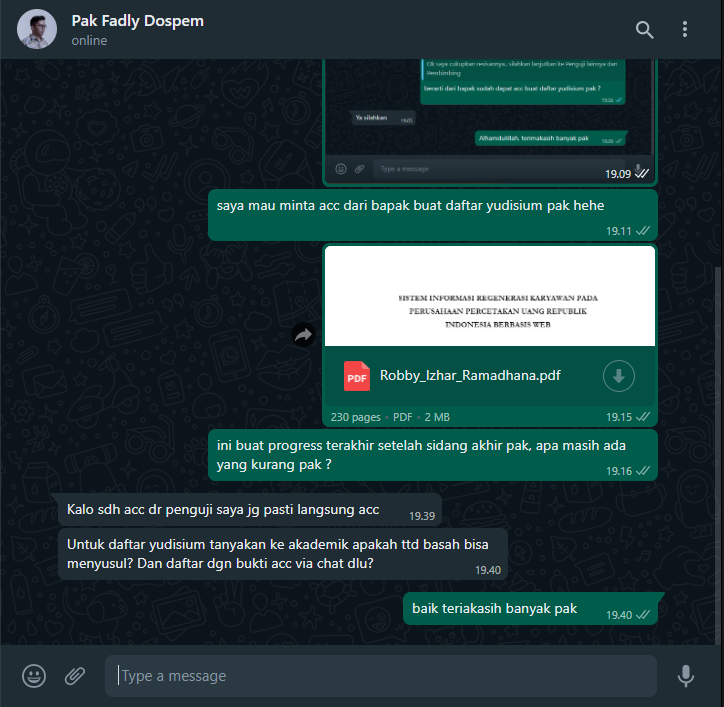 Pak Fadly Dospem
online
Ok saya cukupkan revisinya, silahkan lanjutkan ke Penguji lainnya dan
Pembimbing
berarti dari bapak sudah dapat acc buat daftar yudisium pak ?
Ya silahkan
Alhamdulillah, terimakasih banyak pak
Type a message
19.09
saya mau minta acc dari bapak buat daftar yudisium pak hehe
19.11
SISTEM INFORMASI REGENERASI KARYAWAN PADA
PERUSAHAAN PERCETAKAN UANG REPUBLIK
INDONESIA BERBASIS WEB
PDF
Robby_Izhar_Ramadhana.pdf
230 pages • PDF • 2 MB
19.15
ini buat progress terakhir setelah sidang akhir pak, apa masih ada
yang kurang pak ?
19.16
Kalo sdh acc dr penguji saya jg pasti langsung acc
19.39
Untuk daftar yudisium tanyakan ke akademik apakah ttd basah bisa
menyusul? Dan daftar dgn bukti acc via chat dlu?
19.40
baik teriakasih banyak pak
19.40
Type a message